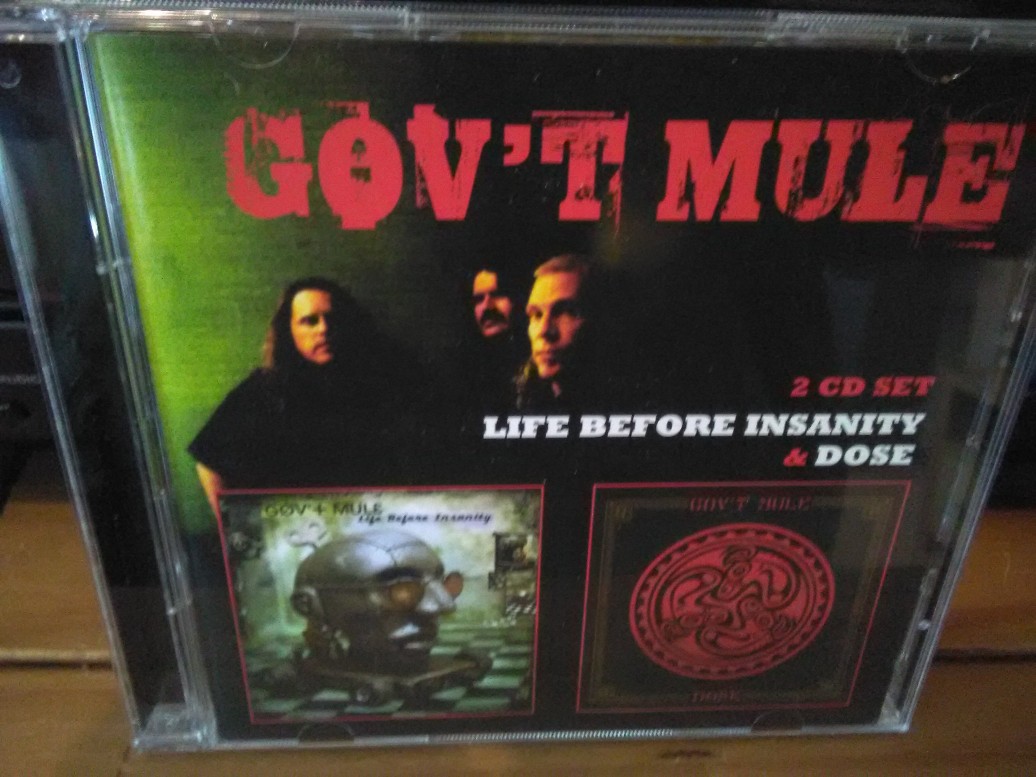 GOV'T MULE
2 CD SET
LIFE BEFORE INSANITY
& DOSE
GOV'T MULE
Life Before Insanity
GOV'T MULE
DOSE